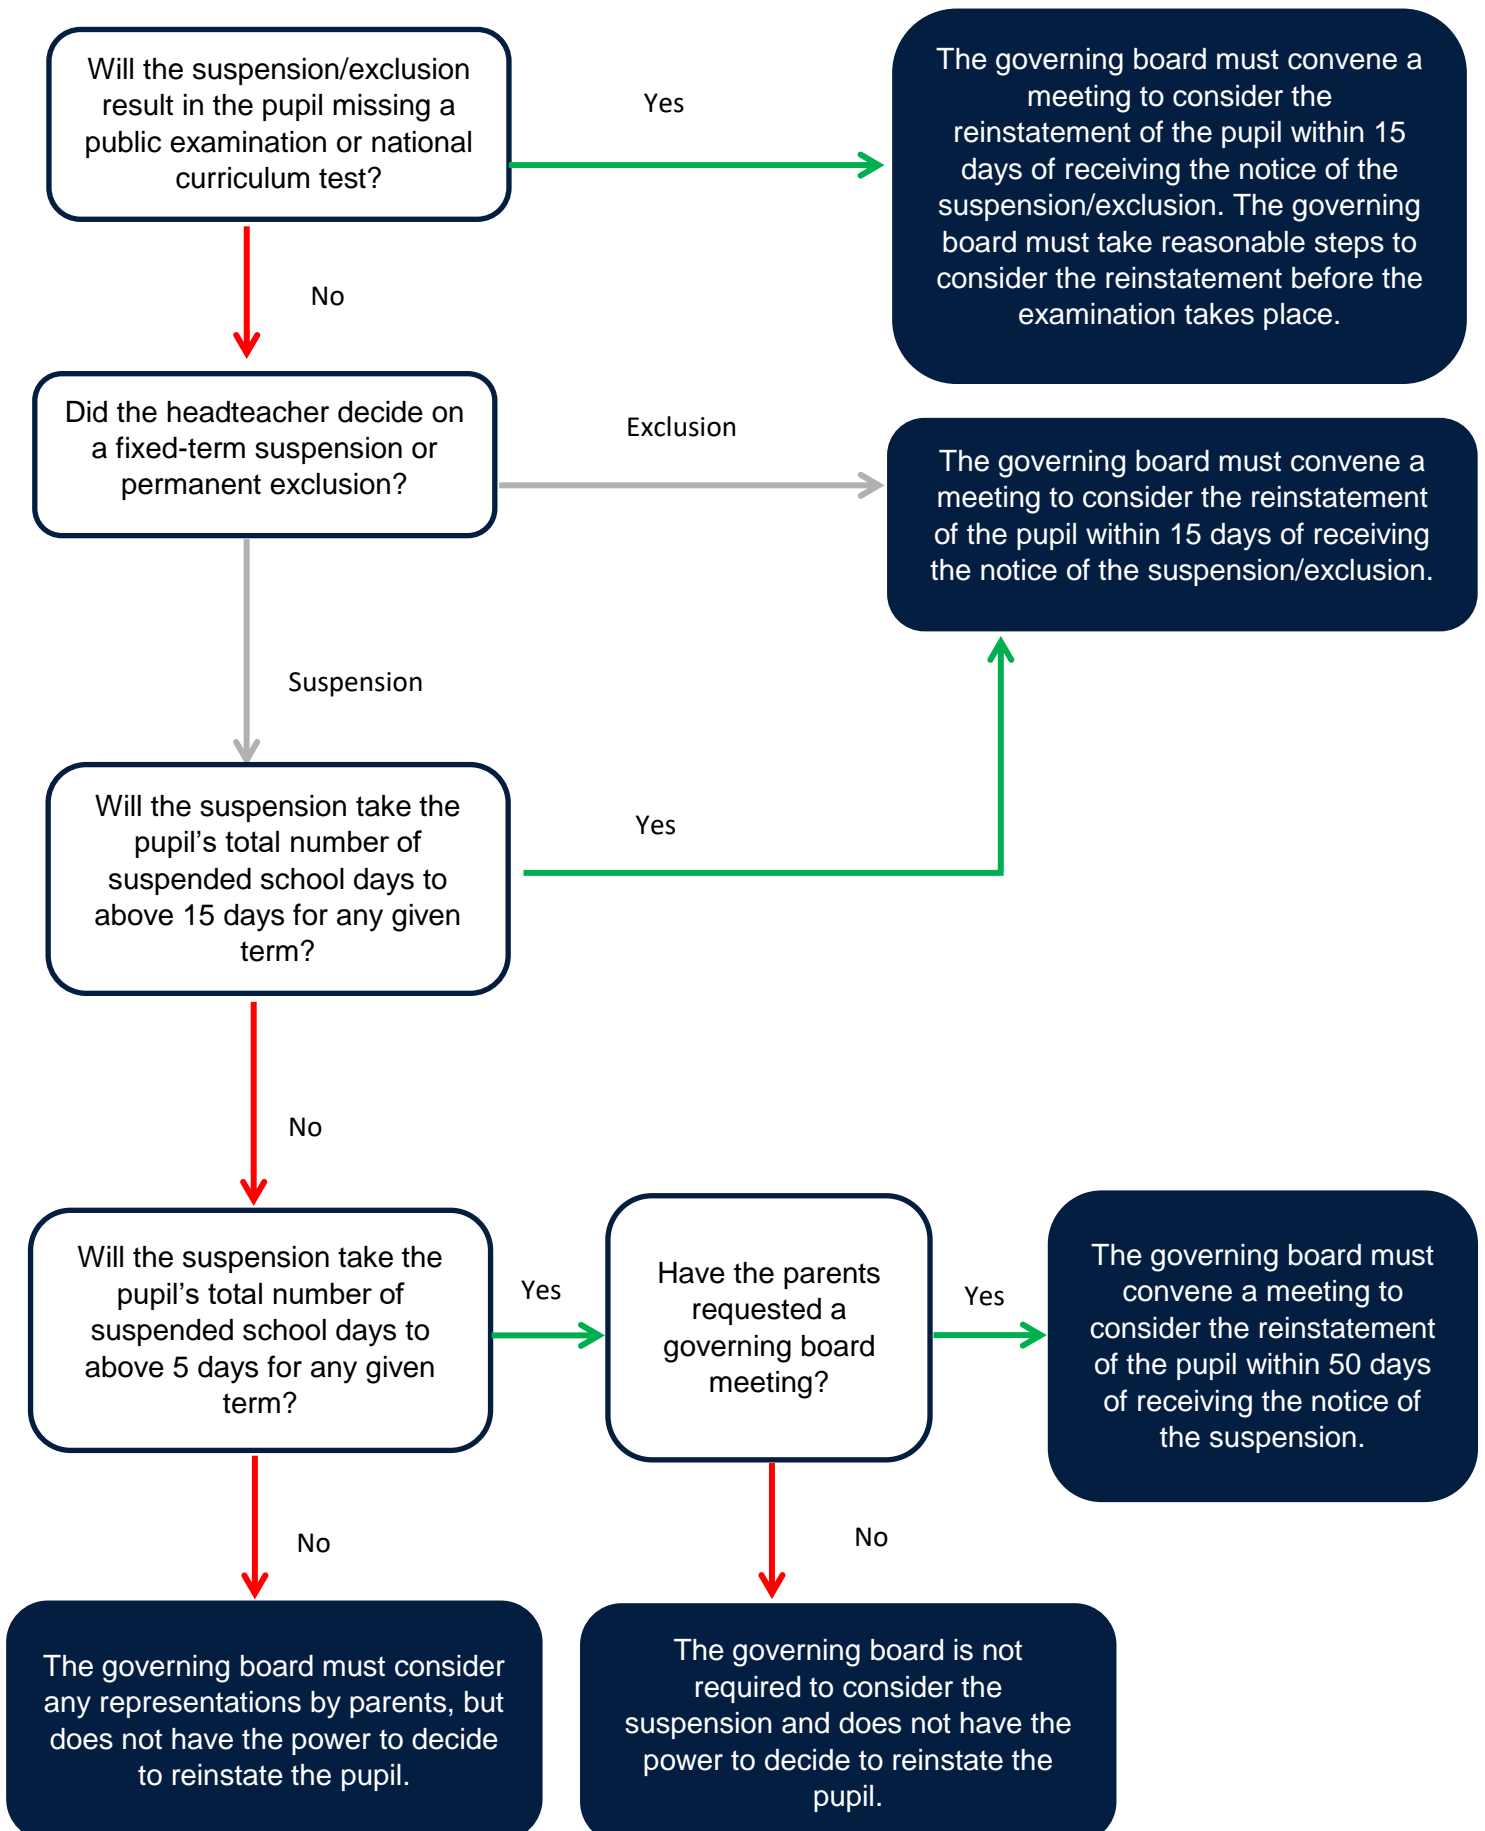 Will the suspension/exclusion
result in the pupil missing a
public examination or national
curriculum test?
Yes
The governing board must convene a
meeting to consider the
reinstatement of the pupil within 15
days of receiving the notice of the
suspension/exclusion. The governing
board must take reasonable steps to
consider the reinstatement before the
examination takes place.
No
Did the headteacher decide on
a fixed-term suspension or
permanent exclusion?
Exclusion
The governing board must convene a
meeting to consider the reinstatement
of the pupil within 15 days of receiving
the notice of the suspension/exclusion.
Suspension
Will the suspension take the
pupil’s total number of
suspended school days to
above 15 days for any given
term?
Yes
No
Will the suspension take the
pupil’s total number of
suspended school days to
above 5 days for any given
term?
Yes
Have the parents
requested a
governing board
meeting?
Yes
The governing board must
convene a meeting to
consider the reinstatement
of the pupil within 50 days
of receiving the notice of
the suspension.
No
No
The governing board must consider
any representations by parents, but
does not have the power to decide
to reinstate the pupil.
The governing board is not
required to consider the
suspension and does not have the
power to decide to reinstate the
pupil.